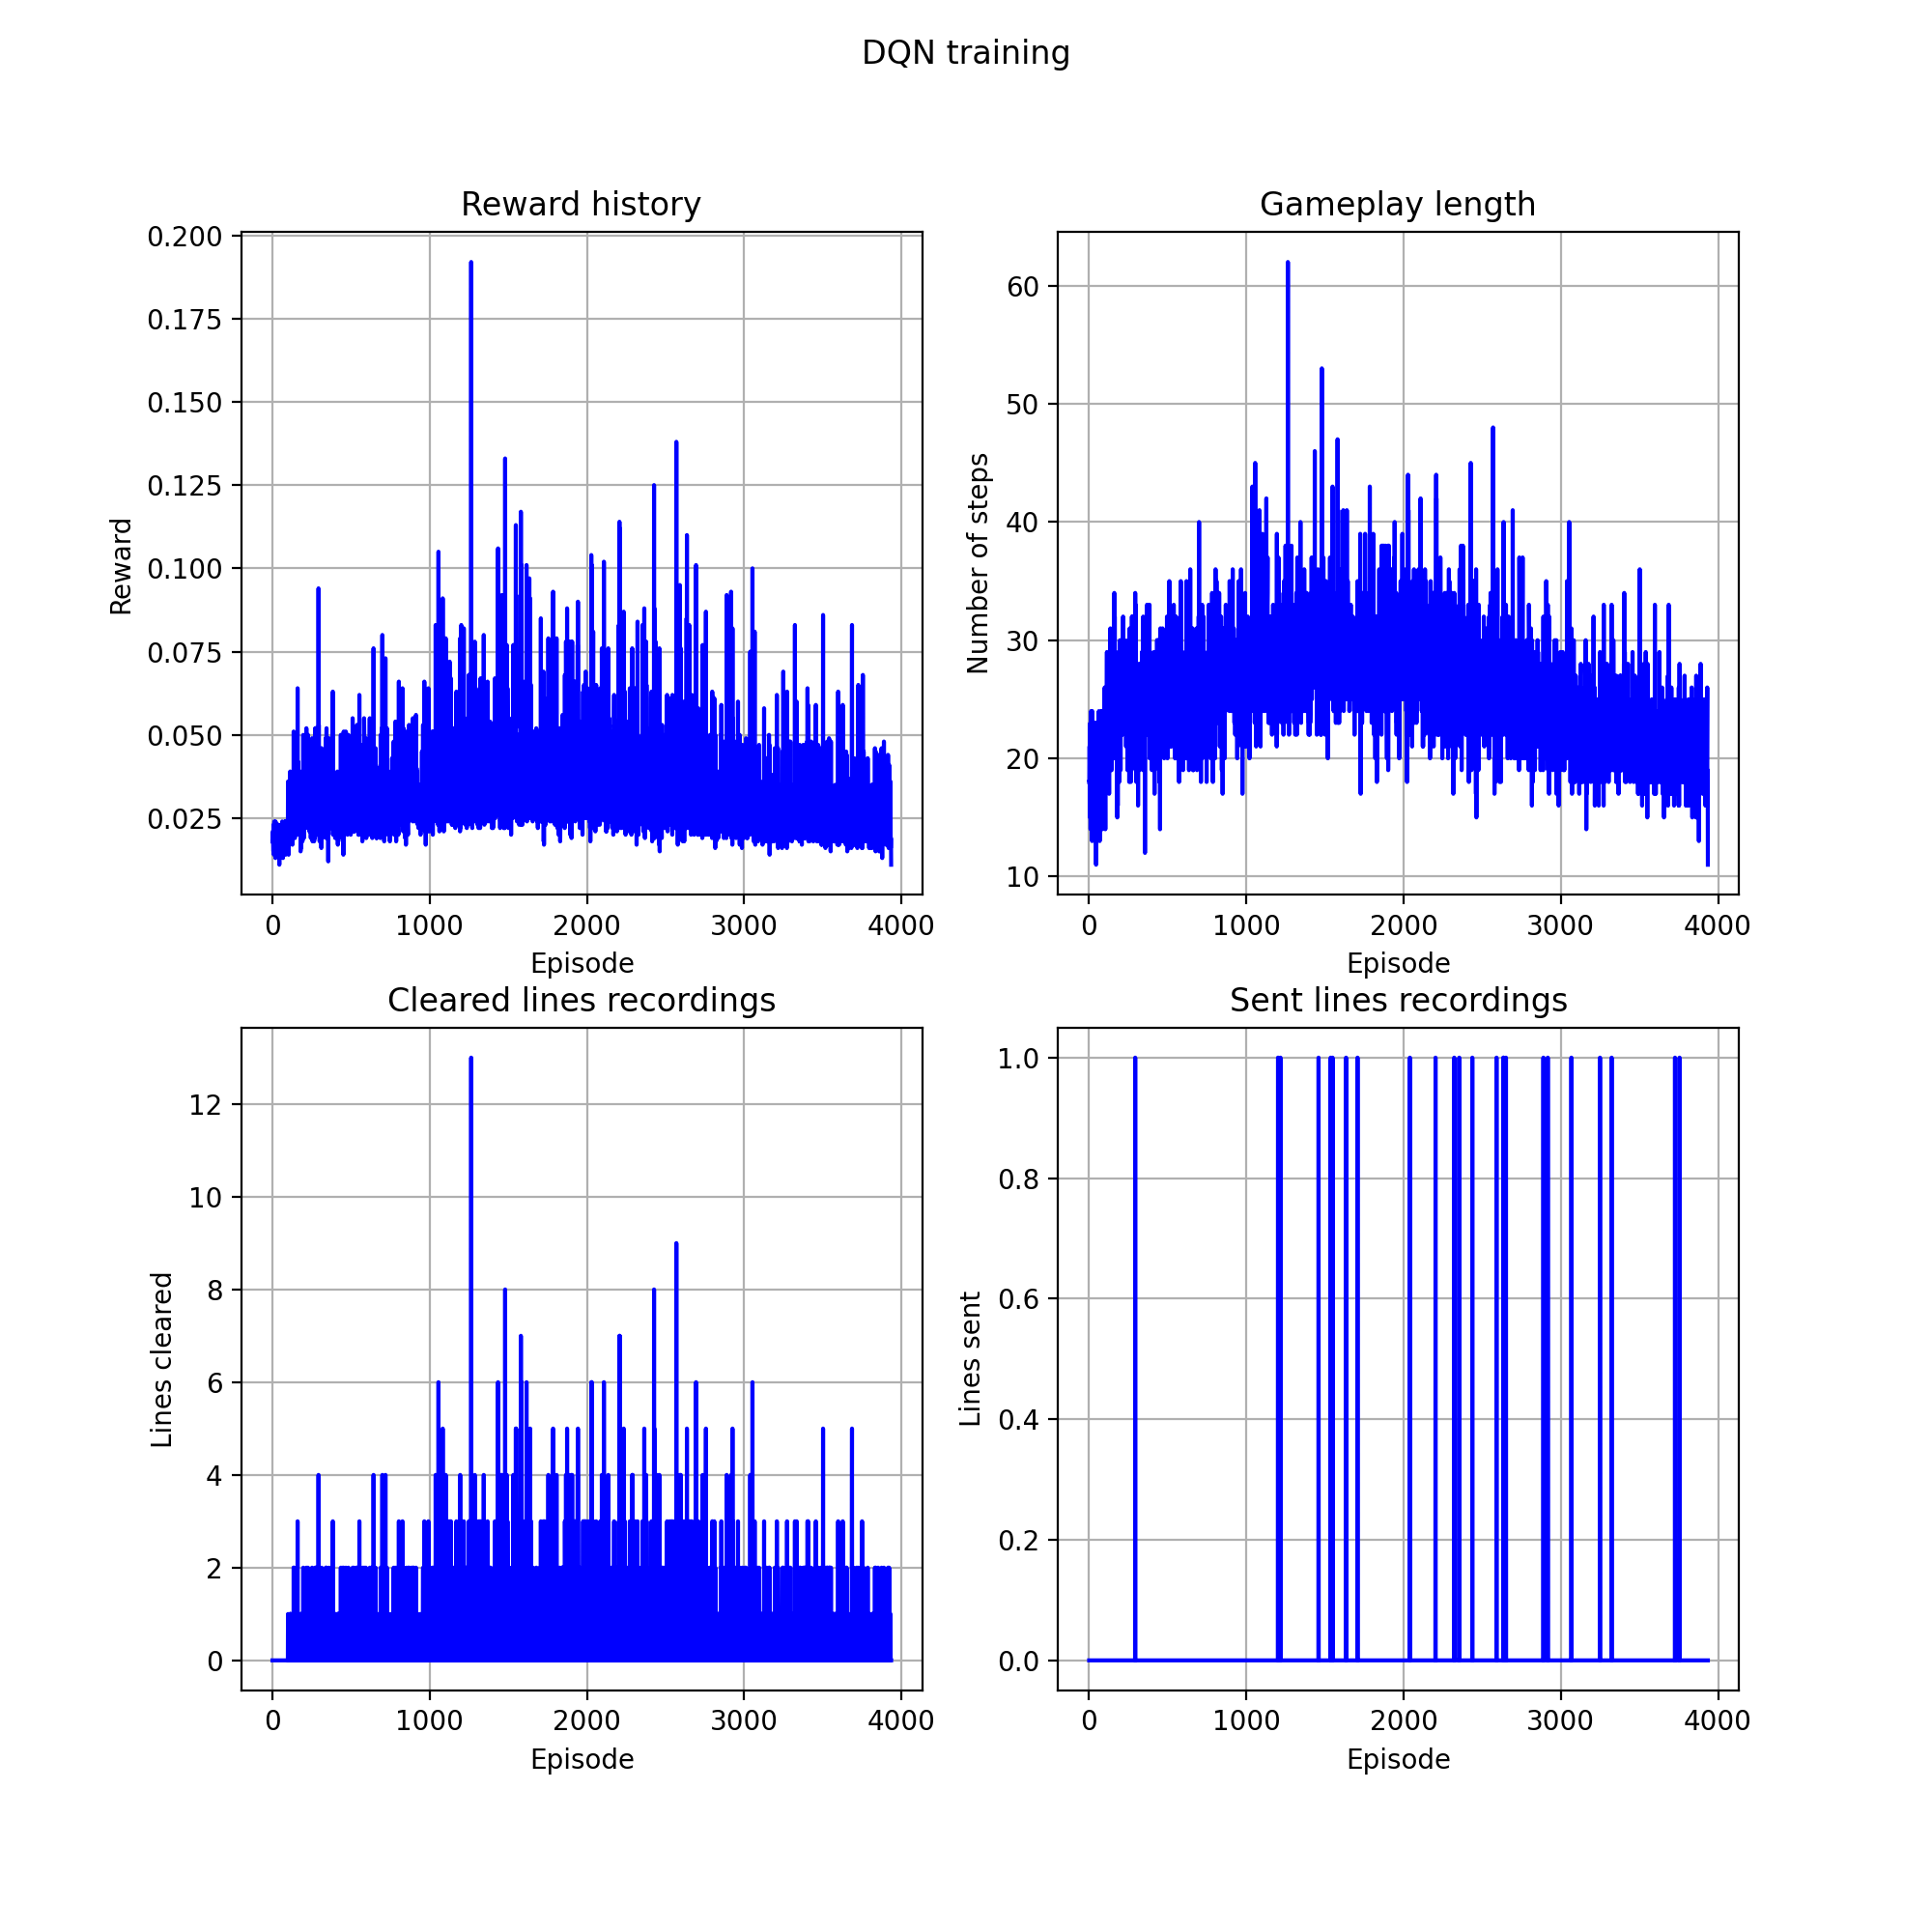 DQN training
Reward history
0.200
0.175
0.150
0.125
0.100
0.075
0.050
0.025
Reward
0 1000 2000 3000 4000
Episode
Gameplay length
60
50
40
30
20
10
Number of steps
0 1000 2000 3000 4000
Episode
Cleared lines recordings
12
10
8
6
4
2
0
Lines cleared
0 1000 2000 3000 4000
Episode
Sent lines recordings
1.0
0.8
0.6
0.4
0.2
0.0
Lines sent
0 1000 2000 3000 4000
Episode